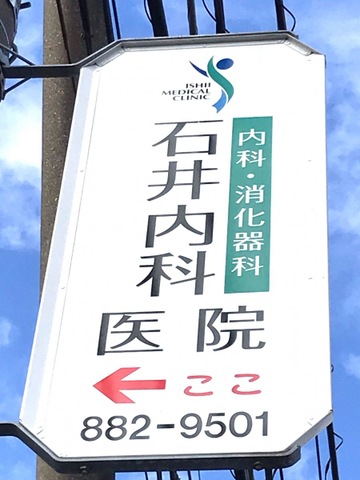 ISHII
MEDICAL
CLINIC
内科・消化器科
石井内科
医院
←ここ
882-9501